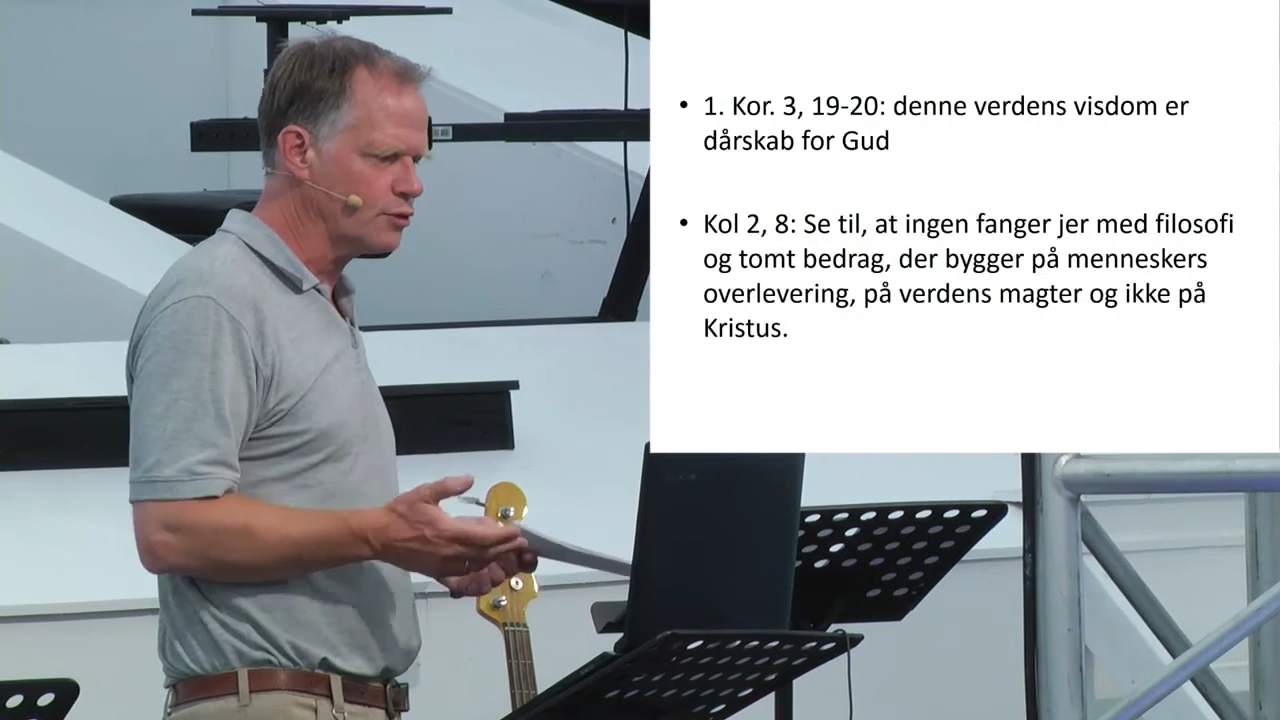 • 1. Kor. 3, 19-20: denne verdens visdom er
dårskab for Gud
• Kol 2, 8: Se til, at ingen fanger jer med filosofi
og tomt bedrag, der bygger på menneskers
overlevering, på verdens magter og ikke på
Kristus.